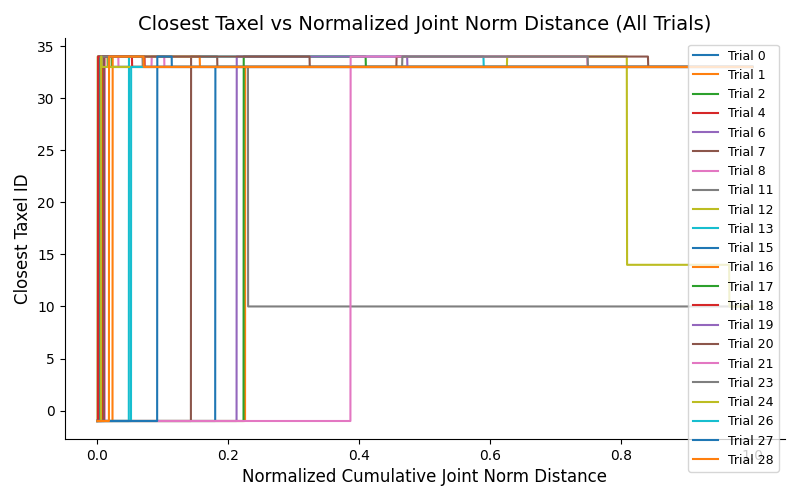 Closest Taxel vs Normalized Joint Norm Distance (All Trials)
Closest Taxel ID
35
30
25
20
15
10
5
0
0.0 0.2 0.4 0.6 0.8 1.0
Normalized Cumulative Joint Norm Distance
Trial 0
Trial 1
Trial 2
Trial 4
Trial 6
Trial 7
Trial 8
Trial 11
Trial 12
Trial 13
Trial 15
Trial 16
Trial 17
Trial 18
Trial 19
Trial 20
Trial 21
Trial 23
Trial 24
Trial 26
Trial 27
Trial 28